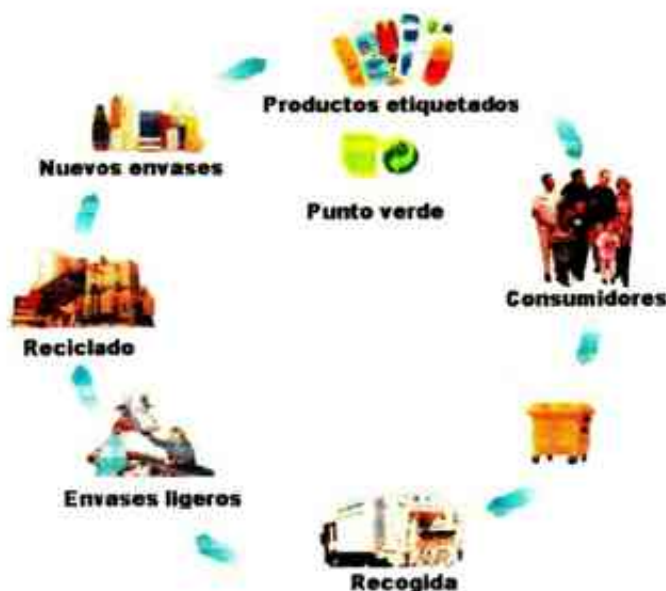 Productos etiquetados
Punto verde
Nuevos envases
Consumidores
Reciclado
Envases ligeros
Recogida